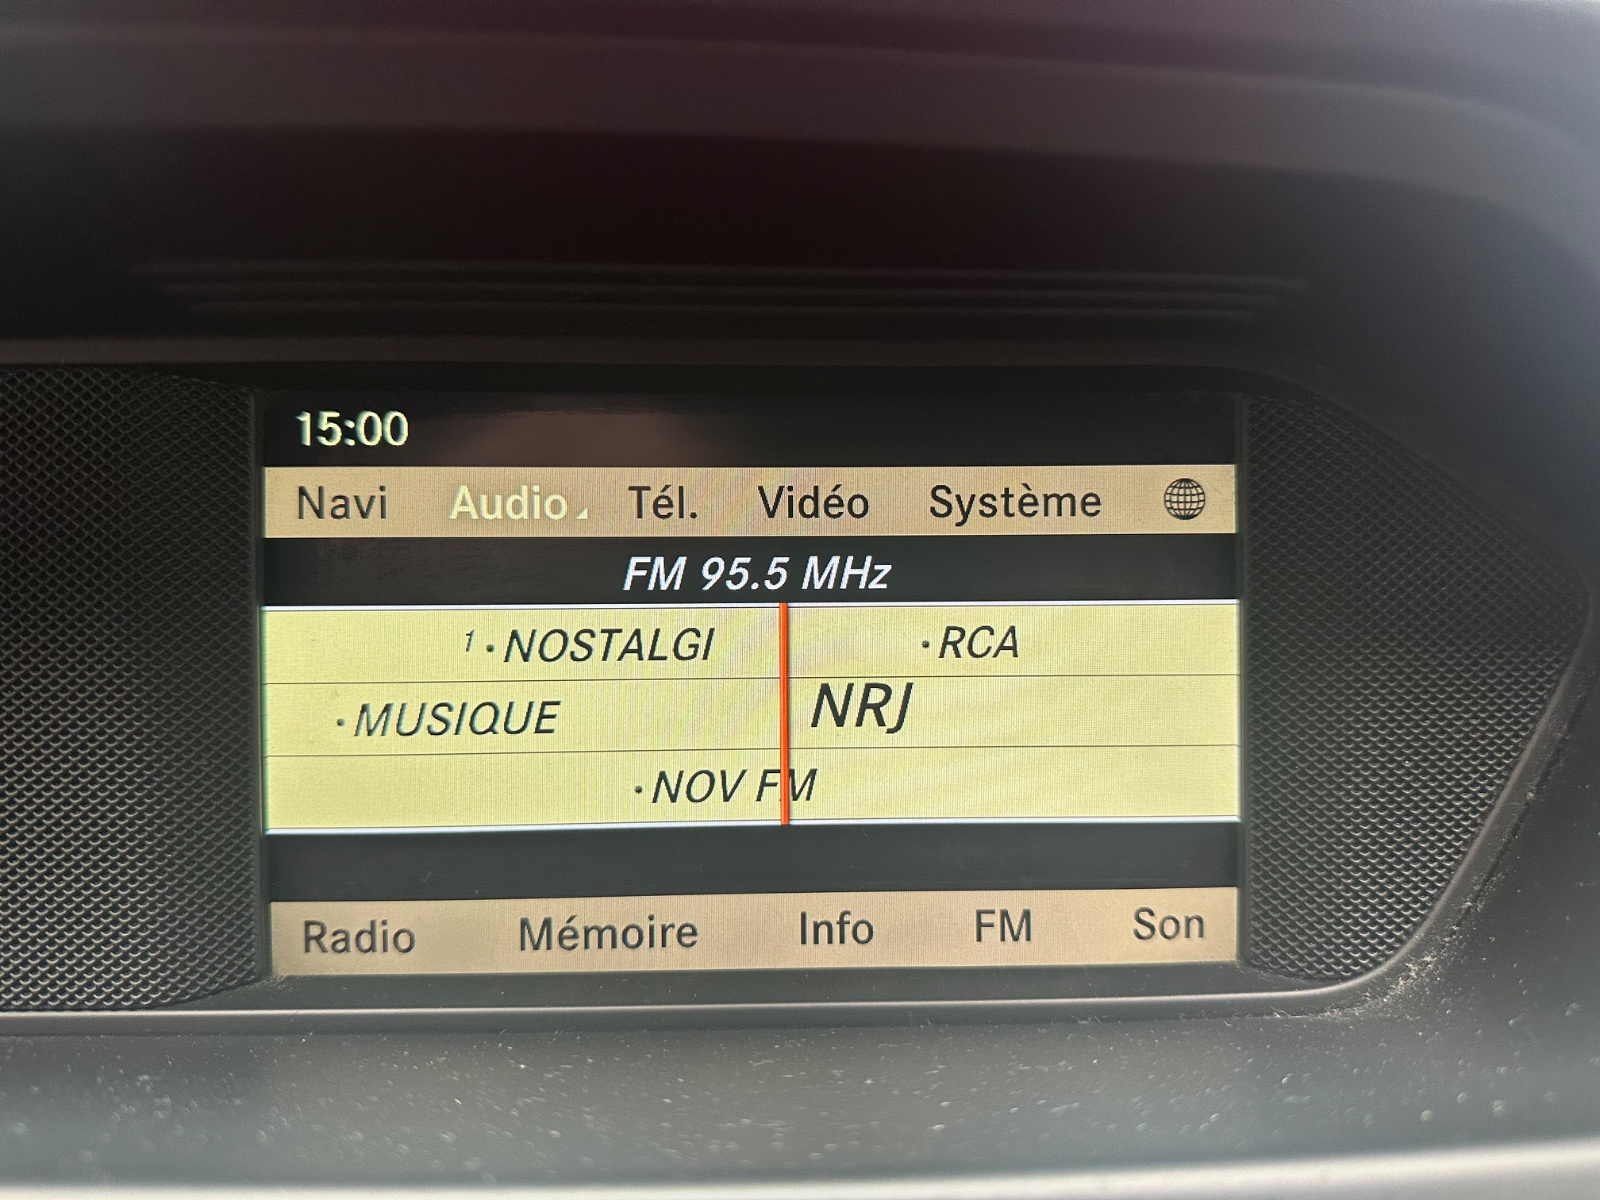 15:00
Navi Audio Tél. Vidéo Système
FM 95.5 MHz
1 ·NOSTALGI ·RCA
·MUSIQUE NRJ
·NOV FM
Radio Mémoire Info FM Son